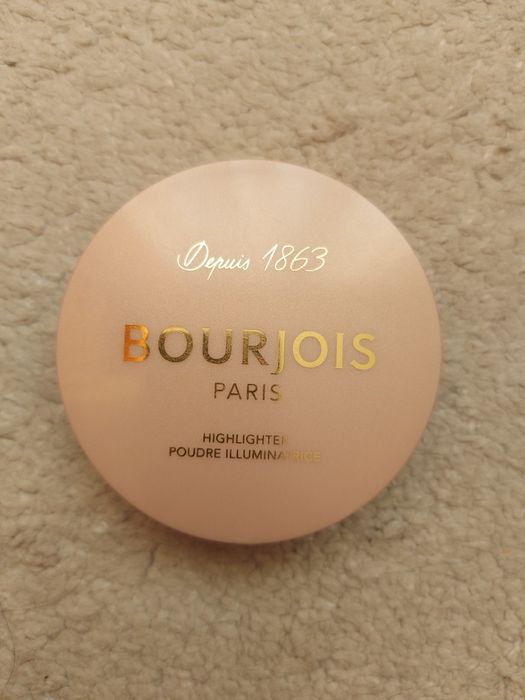 Depuis 1863
BOURJOIS
PARIS
HIGHLIGHTER
POUDRE ILLUMINATRICE